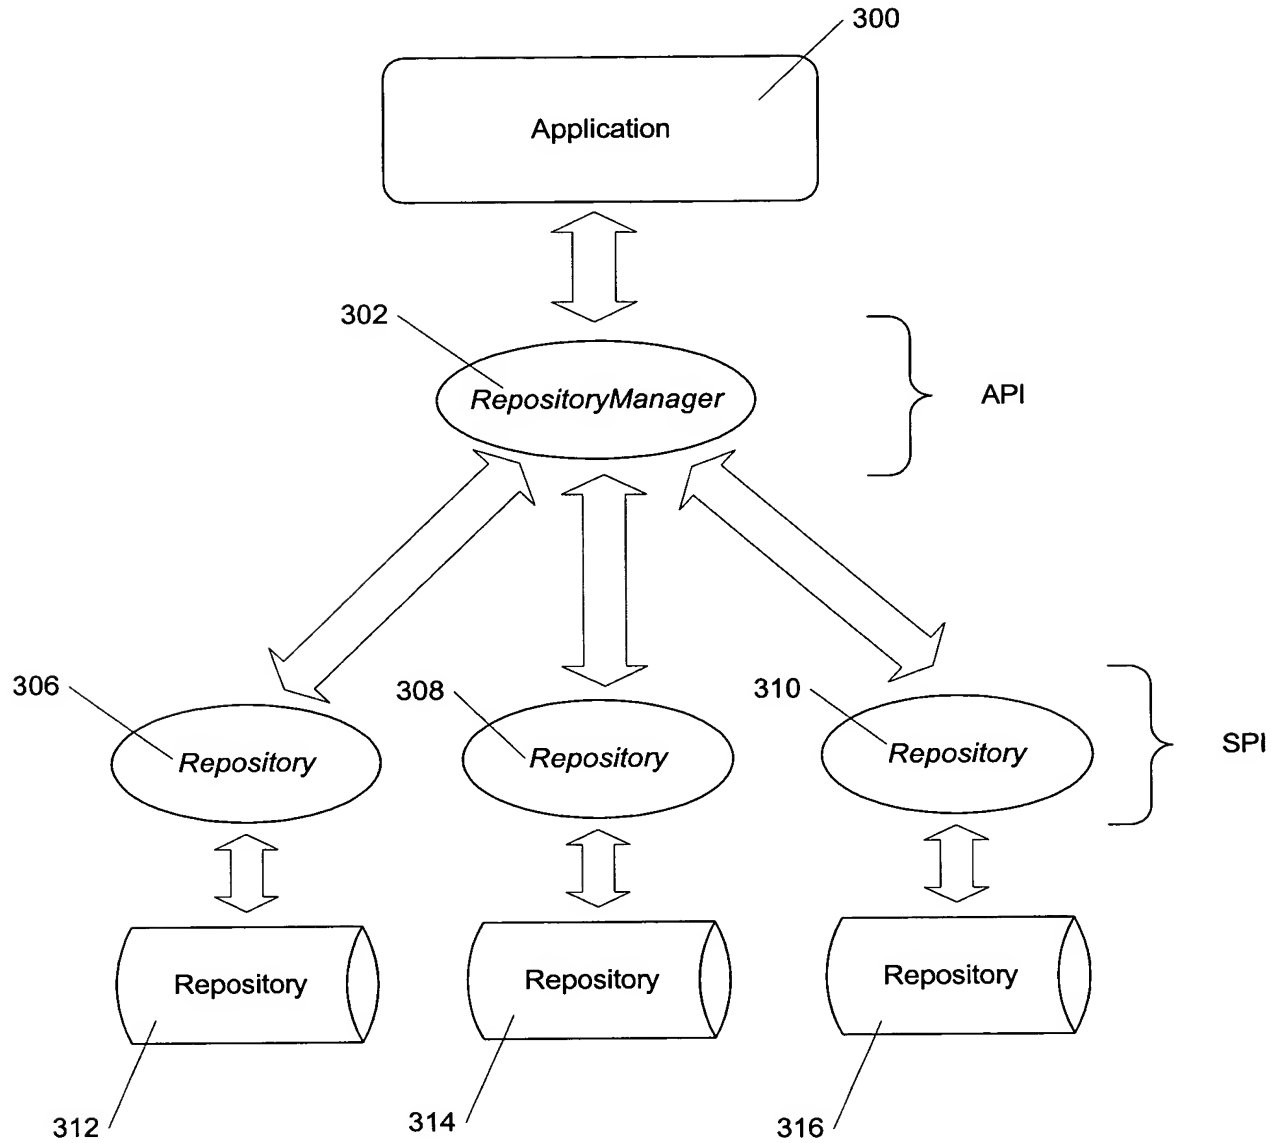 300
Application
302
RepositoryManager
API
306
308
310
Repository
Repository
Repository
SPI
Repository
Repository
Repository
312
314
316